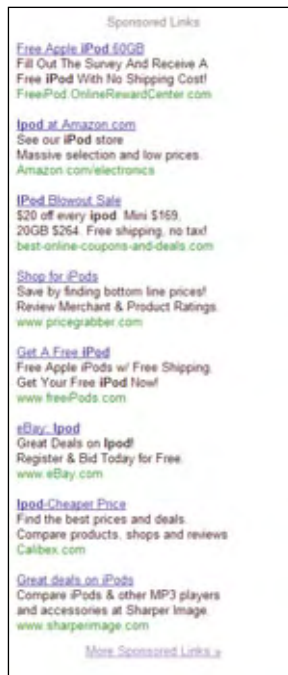 Sponsored Links
Free Apple iPod 60GB
Fill Out The Survey And Receive A
Free iPod With No Shipping Cost!
FreeiPod.OnlineRewardCenter.com
Ipod at Amazon.com
See our iPod store
Massive selection and low prices.
Amazon.com/electronics
IPod Blowout Sale
$20 off every ipod. Mini $169,
20GB $264. Free shipping, no tax!
best-online-coupons-and-deals.com
Shop for iPods
Save by finding bottom line prices!
Review Merchant & Product Ratings.
www.pricegrabber.com
Get A Free iPod
Free Apple iPods w/ Free Shipping.
Get Your Free iPod Now!
www.freeiPods.com
eBay: Ipod
Great Deals on Ipod!
Register & Bid Today for Free.
www.eBay.com
Ipod-Cheaper Price
Find the best prices and deals.
Compare products, shops and reviews
Calibex.com
Great deals on iPods
Compare iPods & other MP3 players
and accessories at Sharper Image.
www.sharperimage.com
More Sponsored Links »